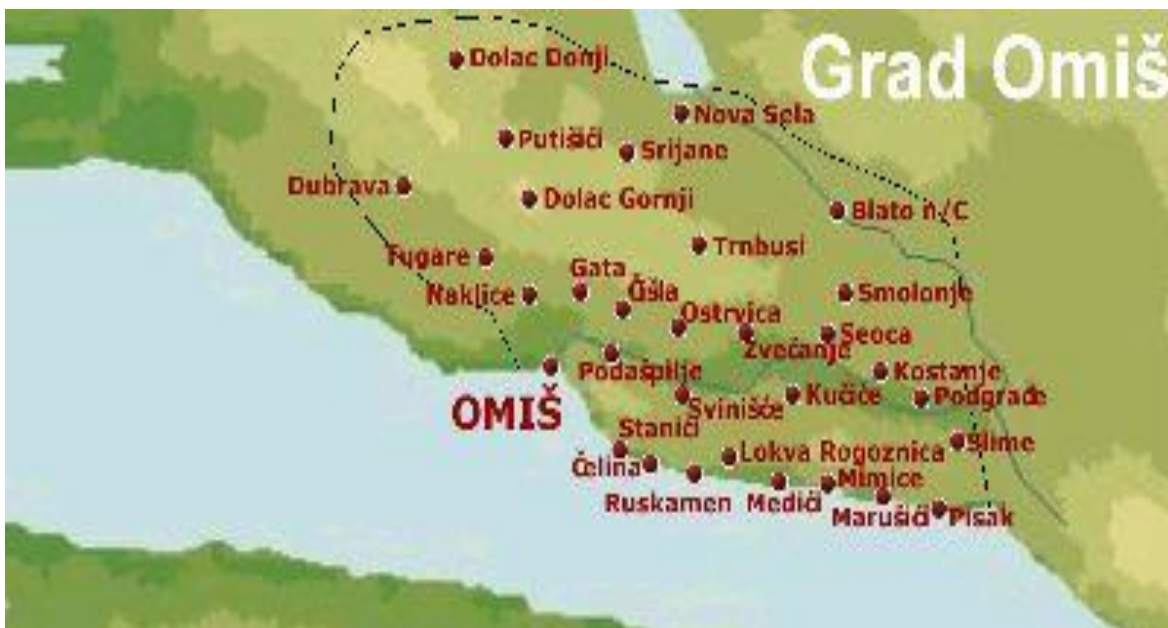 Grad Omiš
Dolac Donji
Nova Sela
Putišići
Srijane
Dubrava
Dolac Gornji
Blato n/C
Trnbusi
Tugare
Gata
Naklice
Čišla
Smolonje
Ostrvica
Seoca
Zvečanje
Podašpilje
Kostanje
OMIŠ
Svinišće
Kučiće
Podgrađe
Stanići
Lokva Rogoznica
Slime
Čelina
Mimice
Ruskamen
Medići
Marušići
Pisak